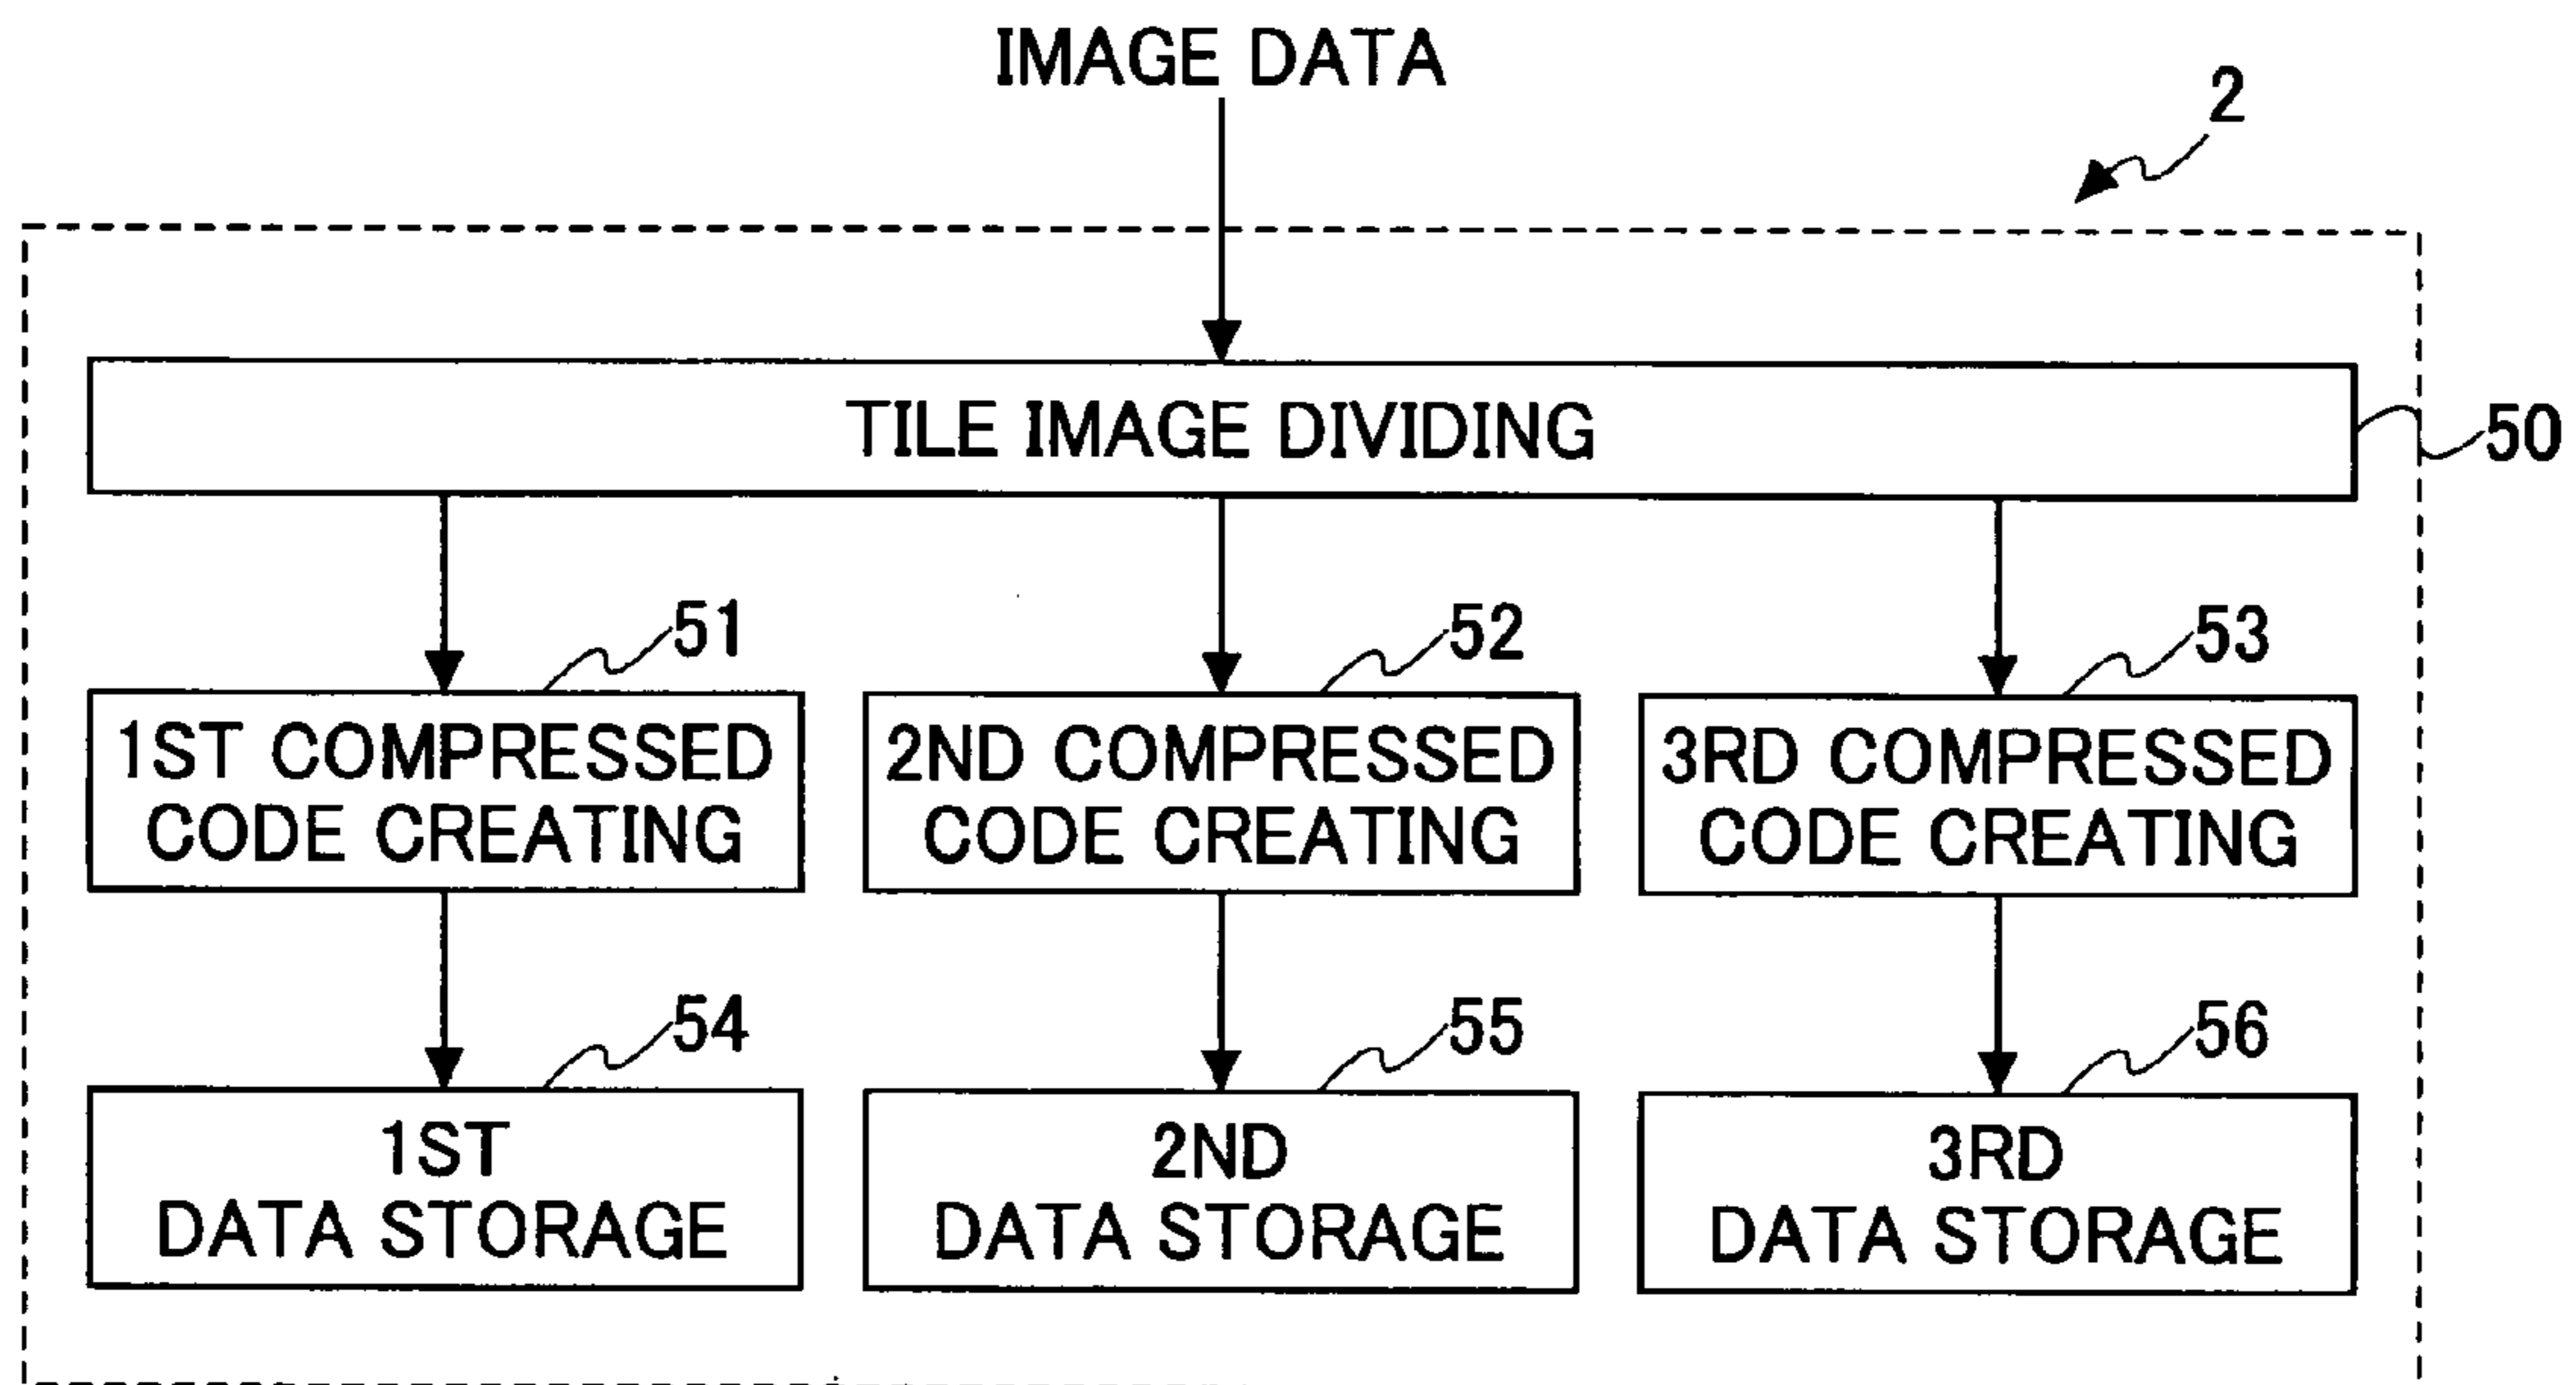 IMAGE DATA
2
TILE IMAGE DIVIDING
50
51
52
53
1ST COMPRESSED
CODE CREATING
2ND COMPRESSED
CODE CREATING
3RD COMPRESSED
CODE CREATING
54
55
56
1ST
DATA STORAGE
2ND
DATA STORAGE
3RD
DATA STORAGE